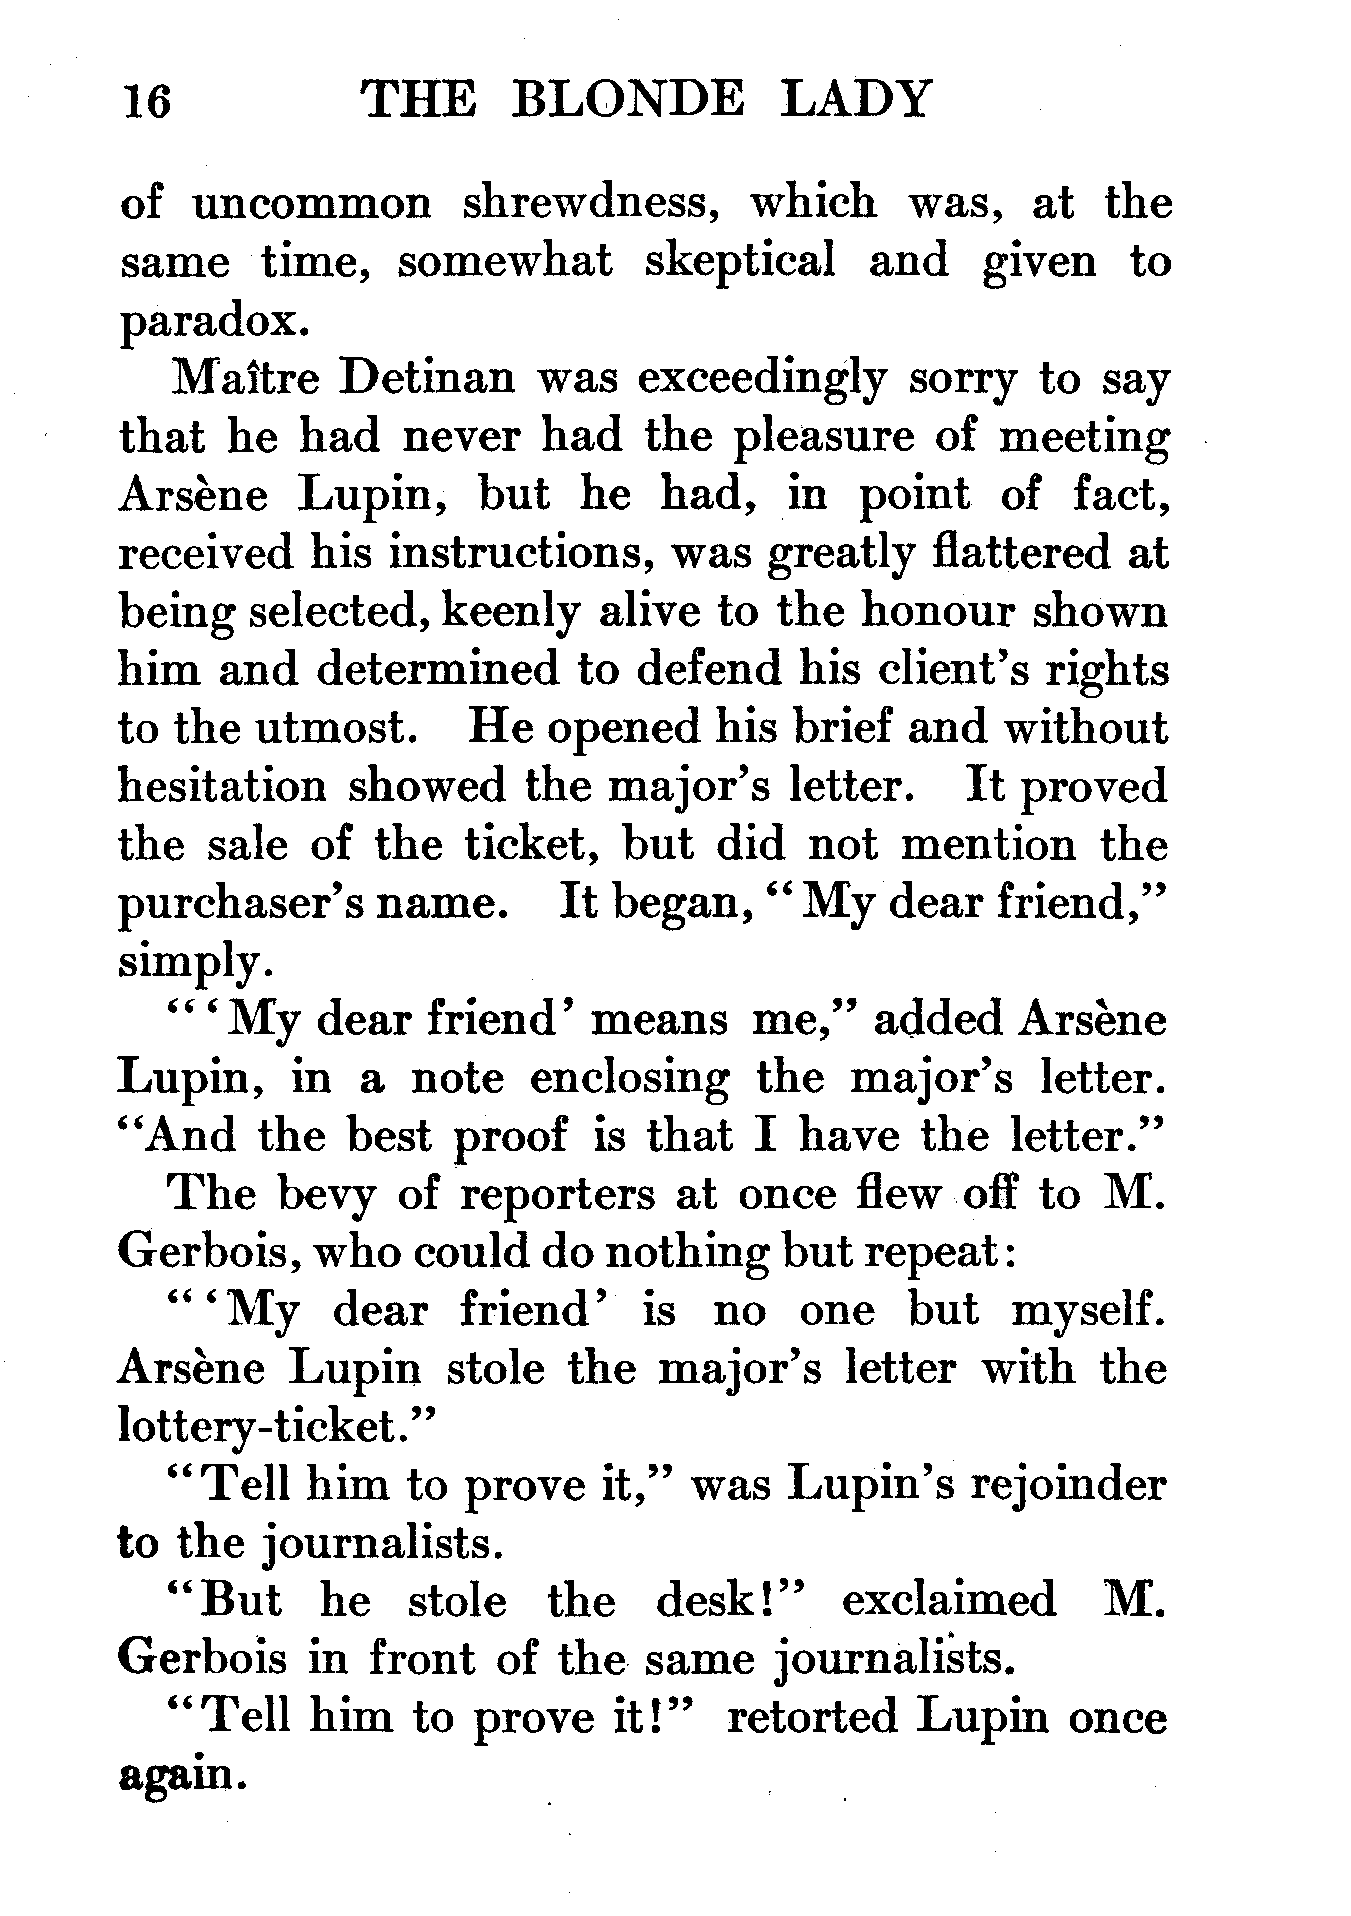 16 THE BLONDE LADY
of uncommon shrewdness, which was, at the
same time, somewhat skeptical and given to
paradox.
Maître Detinan was exceedingly sorry to say
that he had never had the pleasure of meeting
Arsène Lupin, but he had, in point of fact,
received his instructions, was greatly flattered at
being selected, keenly alive to the honour shown
him and determined to defend his client's rights
to the utmost. He opened his brief and without
hesitation showed the major's letter. It proved
the sale of the ticket, but did not mention the
purchaser's name. It began, “My dear friend,”
simply.
“‘My dear friend’ means me,” added Arsène
Lupin, in a note enclosing the major's letter.
“And the best proof is that I have the letter.”
The bevy of reporters at once flew off to M.
Gerbois, who could do nothing but repeat:
“‘My dear friend’ is no one but myself.
Arsène Lupin stole the major's letter with the
lottery-ticket.”
“Tell him to prove it,” was Lupin's rejoinder
to the journalists.
“But he stole the desk!” exclaimed M.
Gerbois in front of the same journalists.
“Tell him to prove it!” retorted Lupin once
again.